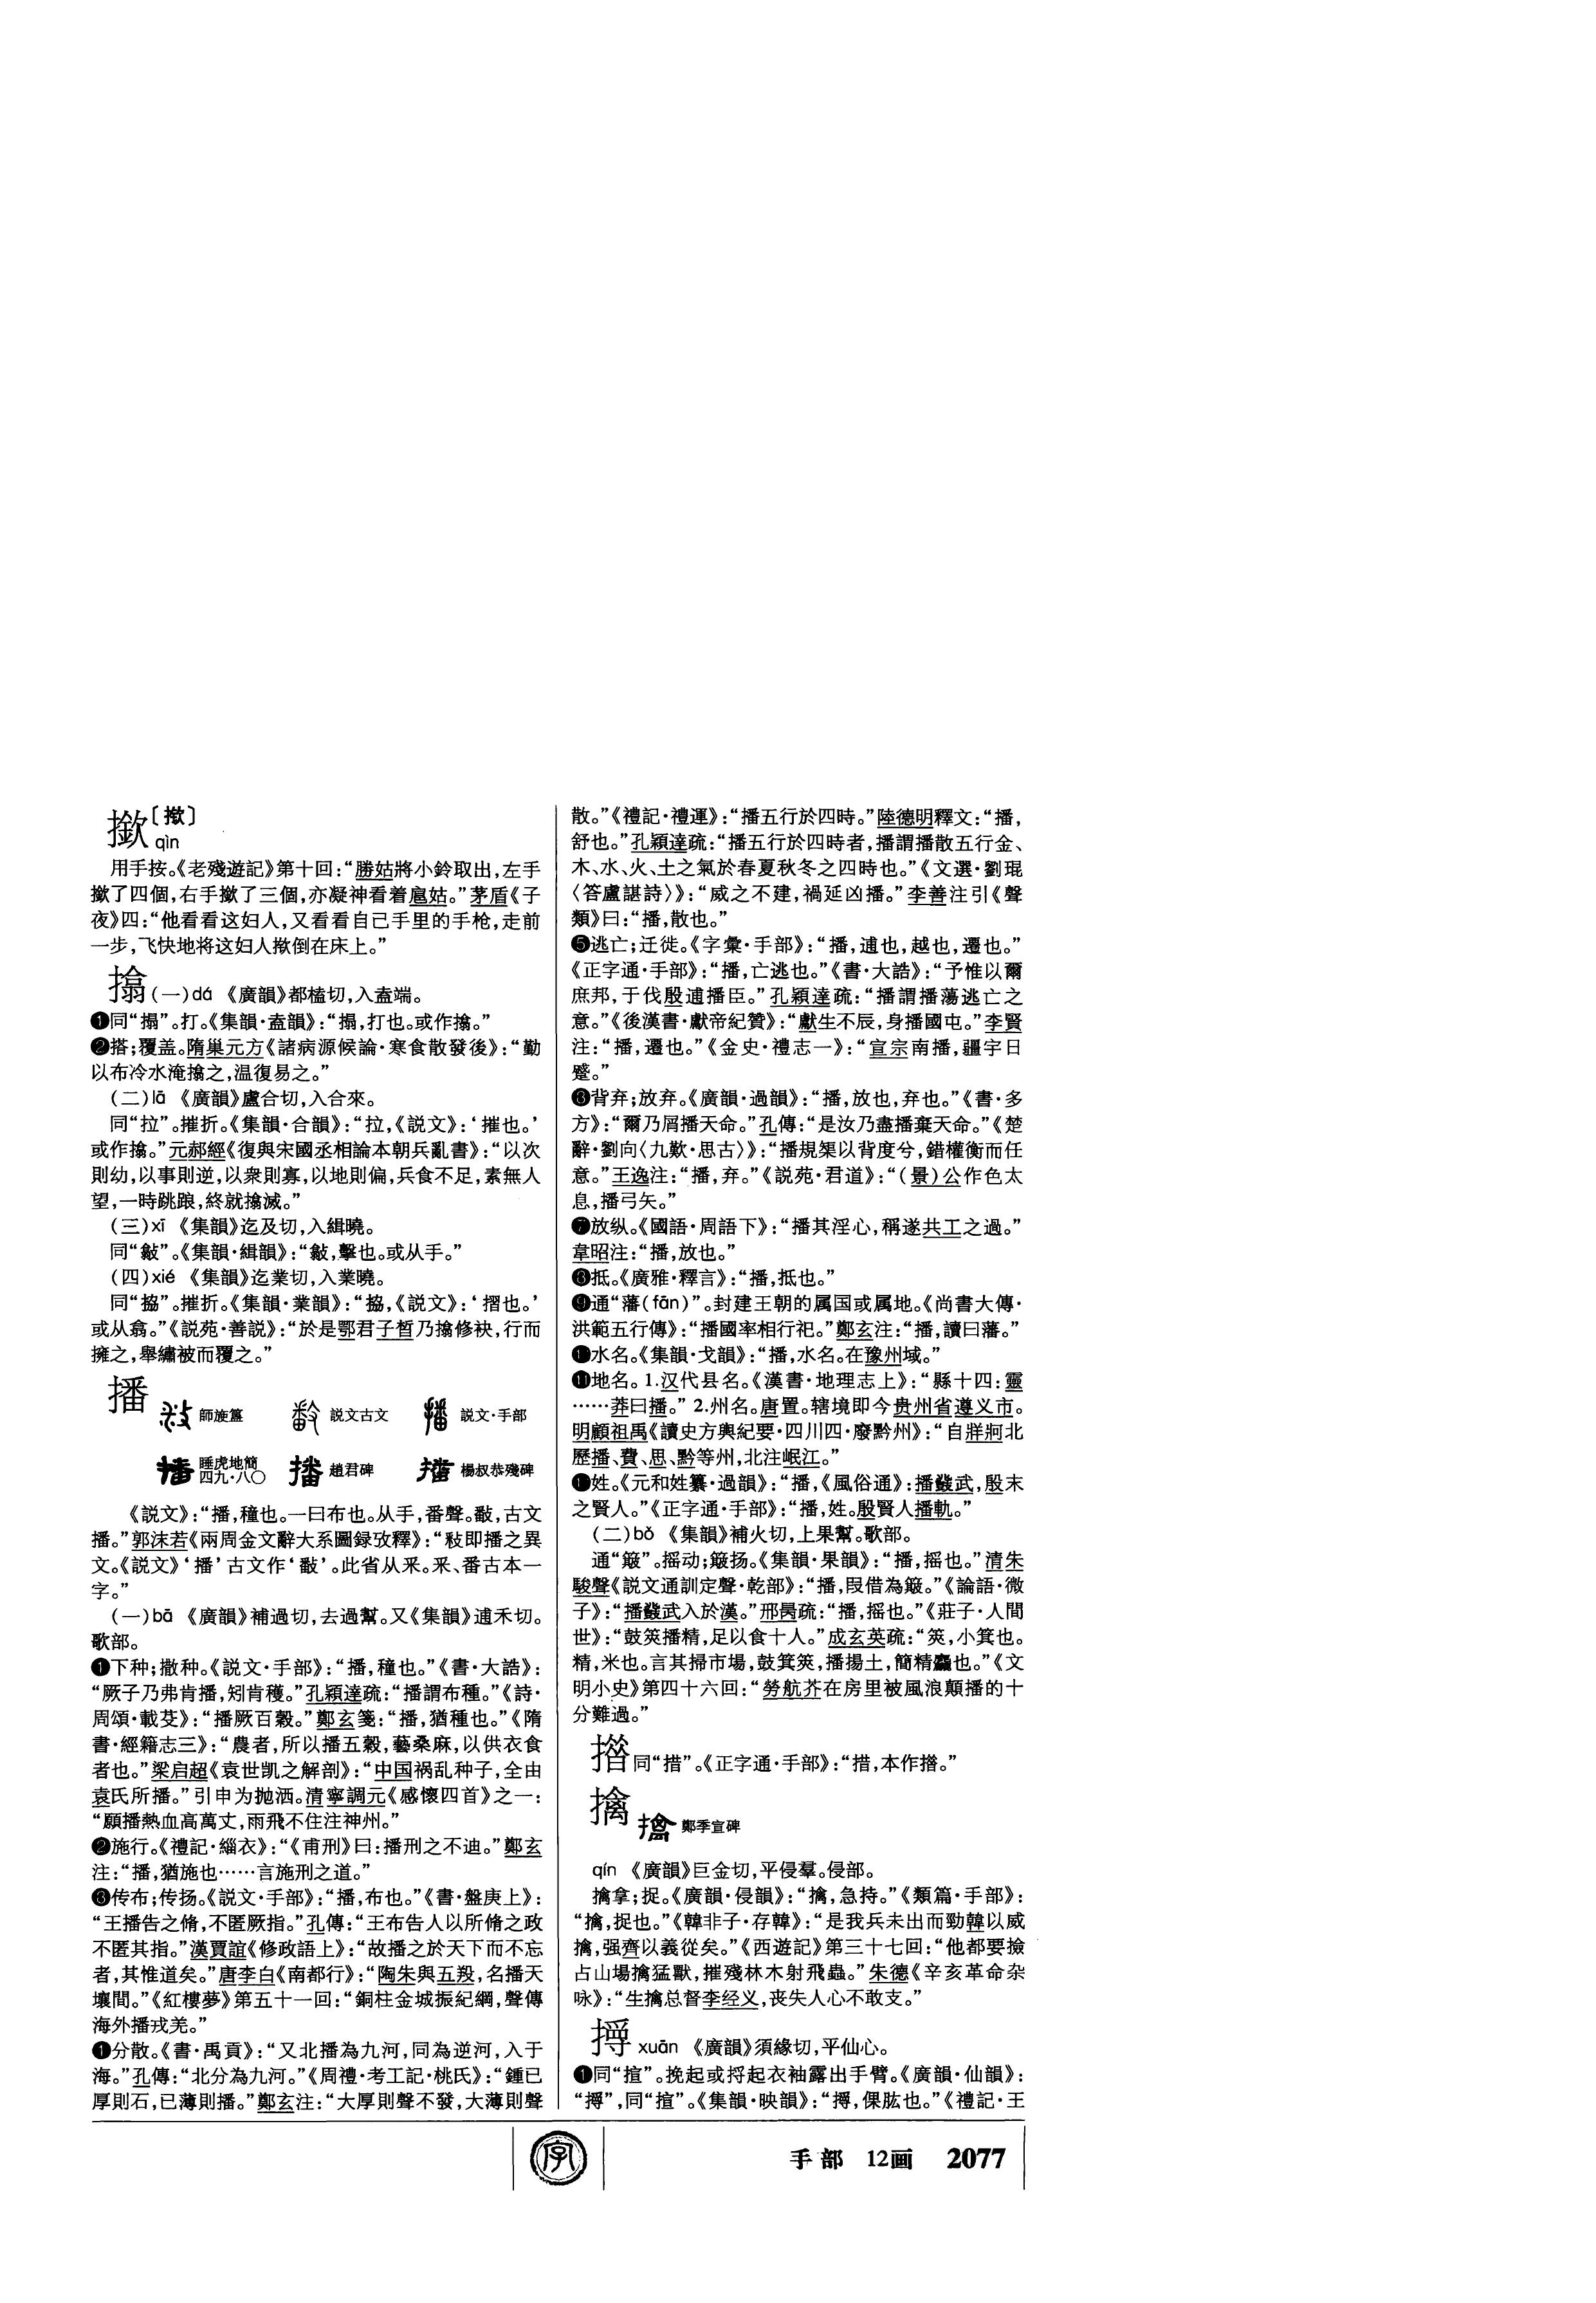 撳〔揿〕
qìn
用手按。《老殘遊記》第十回：“勝姑將小鈴取出，左手
撳了四個，右手撳了三個，亦凝神看着扈姑。”茅盾《子
夜》四：“他看看这妇人，又看看自己手里的手枪，走前
一步，飞快地将这妇人揿倒在床上。”
搚(一)dá 《廣韻》都榼切，入盍端。
❶同“搨”。打。《集韻·盍韻》：“搨，打也。或作㩉。”
❷搭；覆盖。隋巢元方《諸病源候論·寒食散發後》：“勤
以布冷水淹㩉之，温復易之。”
(二)lā 《廣韻》盧合切，入合來。
同“拉”。摧折。《集韻·合韻》：“拉，《説文》：‘摧也。’
或作㩉。”元郝經《復與宋國丞相論本朝兵亂書》：“以次
則幼，以事則逆，以衆則寡，以地則偏，兵食不足，素無人
望，一時跳踉，終就㩉滅。”
(三)xī 《集韻》迄及切，入緝曉。
同“㪧”。《集韻·緝韻》：“㪧，擊也。或从手。”
(四)xié 《集韻》迄業切，入業曉。
同“拹”。摧折。《集韻·業韻》：“拹，《説文》：‘摺也。’
或从翕。”《説苑·善説》：“於是鄂君子晳乃㩉修袂，行而
擁之，舉繡被而覆之。”
播
師旋簋 説文古文 説文·手部
睡虎地簡四九·八〇 趙君碑 楊叔恭殘碑
《説文》：“播，穜也。一曰布也。从手，番聲。敽，古文
播。”郭沫若《兩周金文辭大系圖録攷釋》：“敉即播之異
文。《説文》‘播’古文作‘𢿥’。此省从釆。釆、番古本一
字。”
(一)bō 《廣韻》補過切，去過幫。又《集韻》逋禾切。
歌部。
❶下种；撒种。《説文·手部》：“播，穜也。”《書·大誥》：
“厥子乃弗肯播，矧肯穫。”孔穎達疏：“播謂布種。”《詩·
周頌·載芟》：“播厥百穀。”鄭玄箋：“播，猶種也。”《隋
書·經籍志三》：“農者，所以播五穀，藝桑麻，以供衣食
者也。”梁启超《袁世凯之解剖》：“中国祸乱种子，全由
袁氏所播。”引申为抛洒。清寧調元《感懷四首》之一：
“願播熱血高萬丈，雨飛不住注神州。”
❷施行。《禮記·緇衣》：“《甫刑》曰：播刑之不迪。”鄭玄
注：“播，猶施也……言施刑之道。”
❸传布；传扬。《説文·手部》：“播，布也。”《書·盤庚上》：
“王播告之脩，不匿厥指。”孔傳：“王布告人以所脩之政
不匿其指。”漢賈誼《修政語上》：“故播之於天下而不忘
者，其惟道矣。”唐李白《南都行》：“陶朱與五羖，名播天
壤間。”《紅樓夢》第五十一回：“銅柱金城振紀綱，聲傳
海外播戎羌。”
❶分散。《書·禹貢》：“又北播為九河，同為逆河，入于
海。”孔傳：“北分為九河。”《周禮·考工記·桃氏》：“鍾已
厚則石，已薄則播。”鄭玄注：“大厚則聲不發，大薄則聲
散。”《禮記·禮運》：“播五行於四時。”陸德明釋文：“播，
舒也。”孔穎達疏：“播五行於四時者，播謂播散五行金、
木、水、火、土之氣於春夏秋冬之四時也。”《文選·劉琨
〈答盧諶詩〉》：“威之不建，禍延凶播。”李善注引《聲
類》曰：“播，散也。”
❺逃亡；迁徙。《字彙·手部》：“播，逋也，越也，遷也。”
《正字通·手部》：“播，亡逃也。”《書·大誥》：“予惟以爾
庶邦，于伐殷逋播臣。”孔穎達疏：“播謂播蕩逃亡之
意。”《後漢書·獻帝紀贊》：“獻生不辰，身播國屯。”李賢
注：“播，遷也。”《金史·禮志一》：“宣宗南播，疆宇日
蹙。”
❻背弃；放弃。《廣韻·過韻》：“播，放也，弃也。”《書·多
方》：“爾乃屑播天命。”孔傳：“是汝乃盡播棄天命。”《楚
辭·劉向〈九歎·思古〉》：“播規榘以背度兮，錯權衡而任
意。”王逸注：“播，弃。”《説苑·君道》：“(景)公作色太
息，播弓矢。”
❼放纵。《國語·周語下》：“播其淫心，稱遂共工之過。”
韋昭注：“播，放也。”
❽抵。《廣雅·釋言》：“播，抵也。”
❾通“藩(fān)”。封建王朝的属国或属地。《尚書大傳·
洪範五行傳》：“播國率相行祀。”鄭玄注：“播，讀曰藩。”
❶水名。《集韻·戈韻》：“播，水名。在豫州域。”
⓫地名。1.汉代县名。《漢書·地理志上》：“縣十四：靈
……莽曰播。”2.州名。唐置。辖境即今贵州省遵义市。
明顧祖禹《讀史方輿紀要·四川四·廢黔州》：“自牂牁北
歷播、費、思、黔等州，北注岷江。”
❶姓。《元和姓纂·過韻》：“播，《風俗通》：播鼗武，殷末
之賢人。”《正字通·手部》：“播，姓。殷賢人播軌。”
(二)bǒ 《集韻》補火切，上果幫。歌部。
通“簸”。摇动；簸扬。《集韻·果韻》：“播，摇也。”清朱
駿聲《説文通訓定聲·乾部》：“播，叚借為簸。”《論語·微
子》：“播鼗武入於漢。”邢昺疏：“播，摇也。”《莊子·人間
世》：“鼓筴播精，足以食十人。”成玄英疏：“筴，小箕也。
精，米也。言其掃市場，鼓箕筴，播揚土，簡精麤也。”《文
明小史》第四十六回：“勞航芥在房里被風浪顛播的十
分難過。”
㨐同“措”。《正字通·手部》：“措，本作㨐。”
擒
鄭季宣碑
qín 《廣韻》巨金切，平侵羣。侵部。
擒拿；捉。《廣韻·侵韻》：“擒，急持。”《類篇·手部》：
“擒，捉也。”《韓非子·存韓》：“是我兵未出而勁韓以威
擒，强齊以義從矣。”《西遊記》第三十七回：“他都要撿
占山場擒猛獸，摧殘林木射飛蟲。”朱德《辛亥革命杂
咏》：“生擒总督李经义，丧失人心不敢支。”
㩊 xuān 《廣韻》須緣切，平仙心。
❶同“揎”。挽起或捋起衣袖露出手臂。《廣韻·仙韻》：
“㩊”，同“揎”。《集韻·映韻》：“㩊，倮肱也。”《禮記·王
字
手部 12画 2077